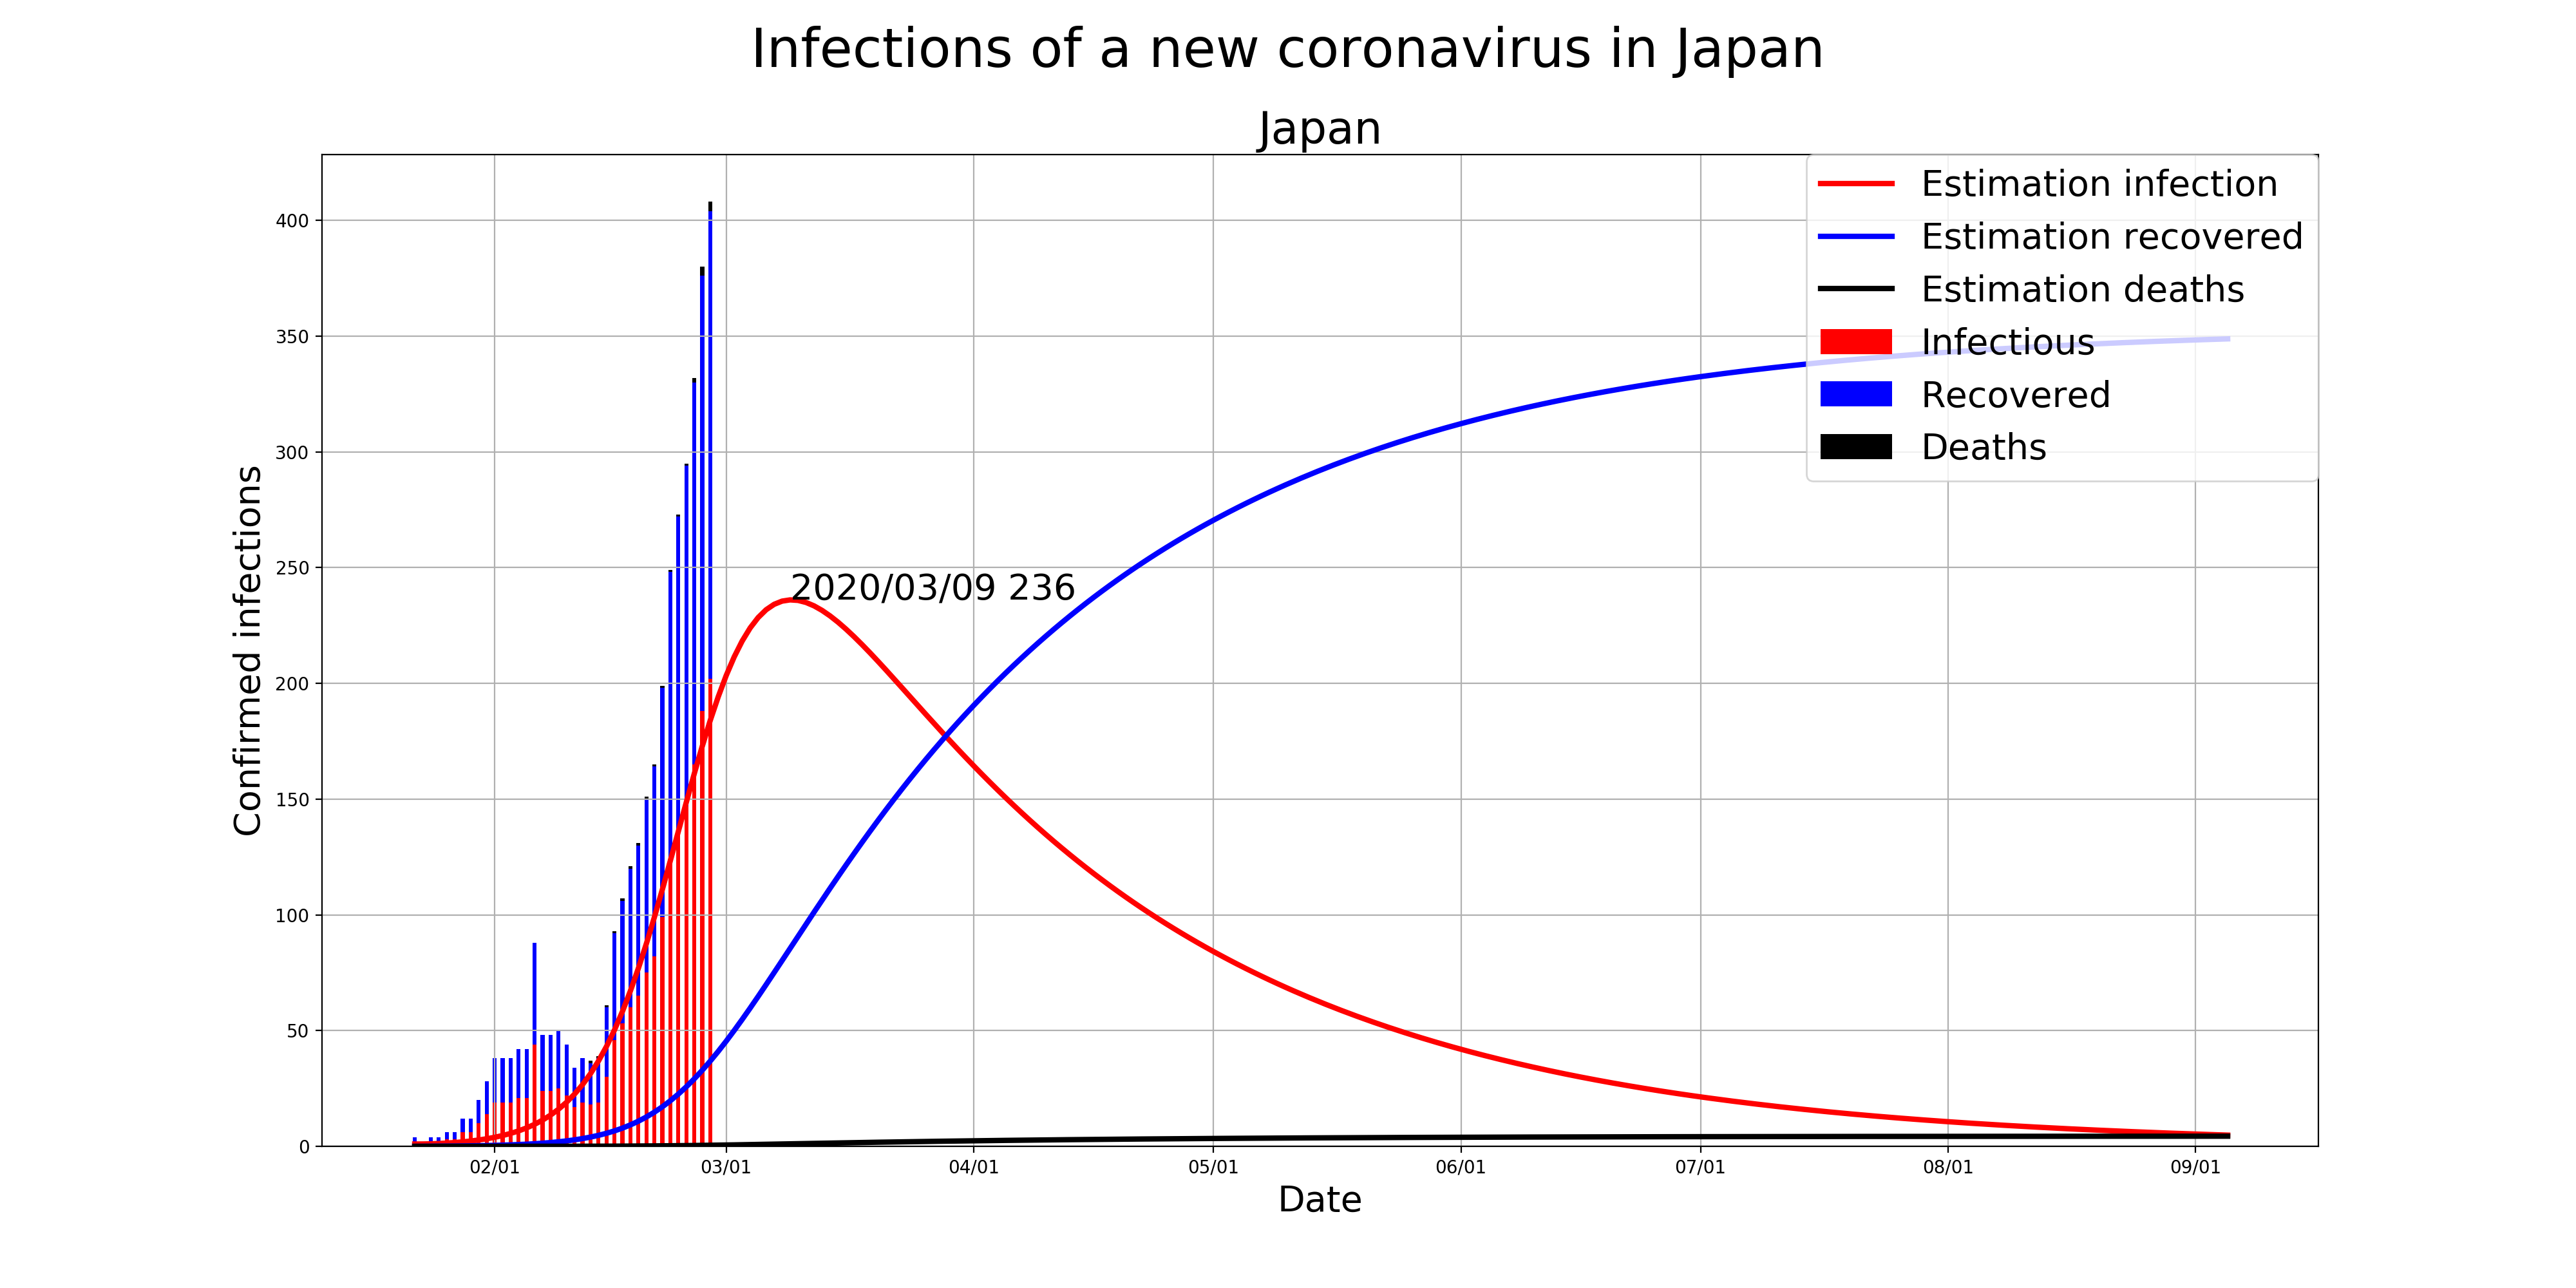 Infections of a new coronavirus in Japan
Japan
Estimation infection
Estimation recovered
Estimation deaths
Infectious
Recovered
Deaths
400
350
300
250
200
150
100
50
0
Confirmed infections
2020/03/09 236
02/01 03/01 04/01 05/01 06/01 07/01 08/01 09/01
Date